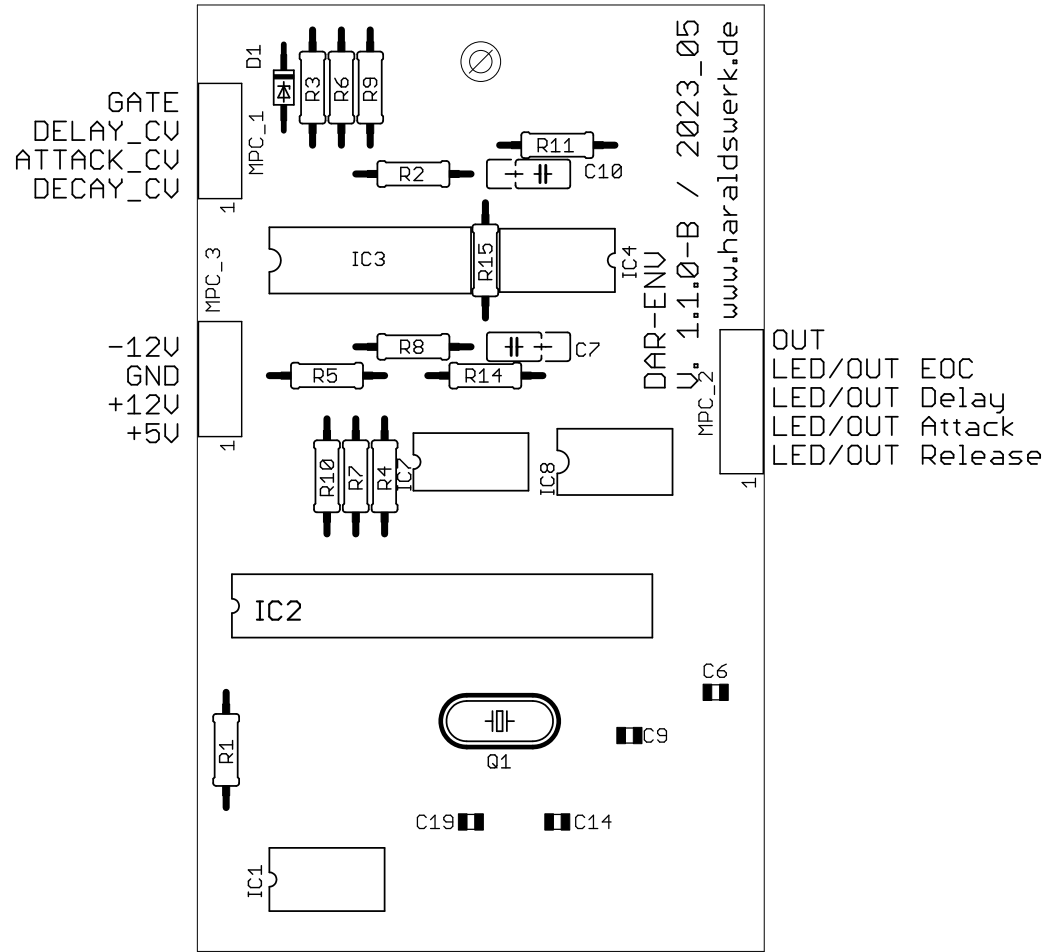 D1
R3
R6
R9
GATE
DELAY_CV
ATTACK_CV
DECAY_CV
MPC_1
1
R11
R2
C10
IC3
R15
IC4
DAR-ENV
V. 1.1.0-B / 2023_05
www.haraldswerk.de
MPC_3
-12V
GND
+12V
+5V
1
R8
C7
R5
R14
OUT
LED/OUT EOC
LED/OUT Delay
LED/OUT Attack
LED/OUT Release
MPC_2
1
R10
R7
R4
IC7
IC8
IC2
C6
R1
Q1
C9
C19
C14
IC1